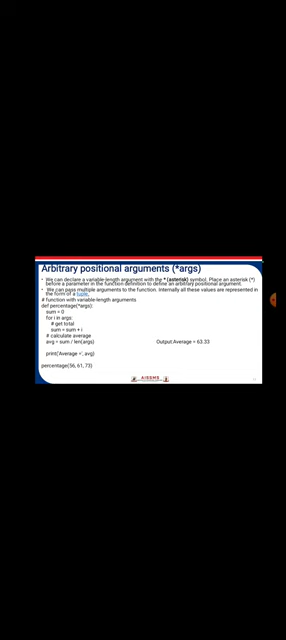 Arbitrary positional arguments (*args)
• We can declare a variable-length argument with the * (asterisk) symbol. Place an asterisk (*)
before a parameter in the function definition to define an arbitrary positional argument.
• We can pass multiple arguments to the function. Internally all these values are represented in
the form of a tuple.
# function with variable-length arguments
def percentage(*args):
sum = 0
for i in args:
# get total
sum = sum + i
# calculate average
avg = sum / len(args) Output:Average = 63.33
print('Average =', avg)
AISSMS
percentage(56, 61, 73)